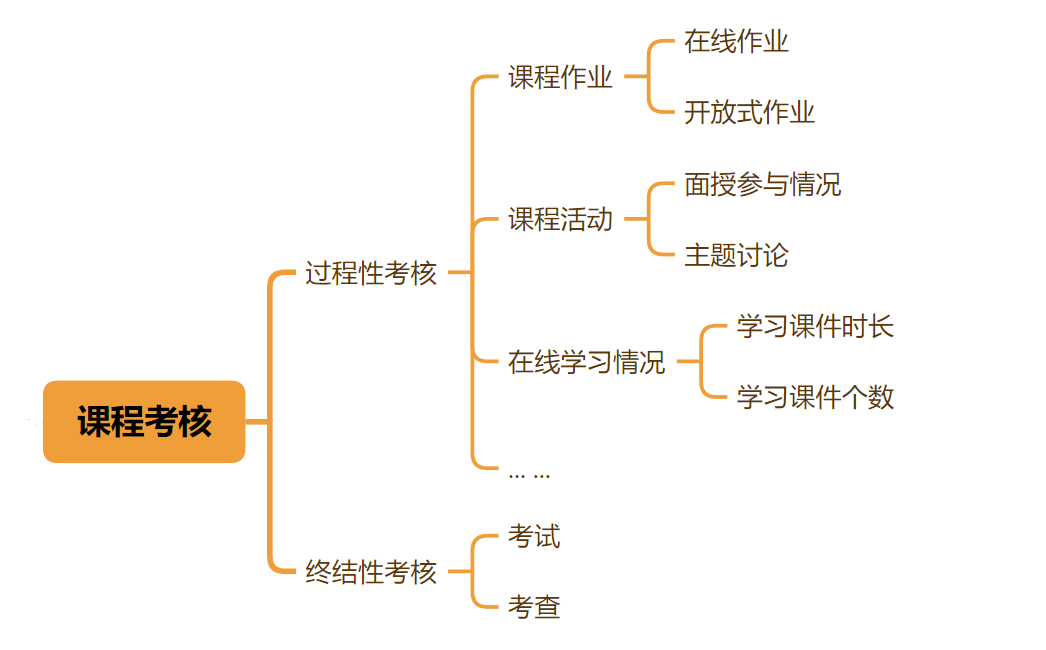 课程考核
过程性考核
课程作业
在线作业
开放式作业
课程活动
面授参与情况
主题讨论
在线学习情况
学习课件时长
学习课件个数
... ...
终结性考核
考试
考查